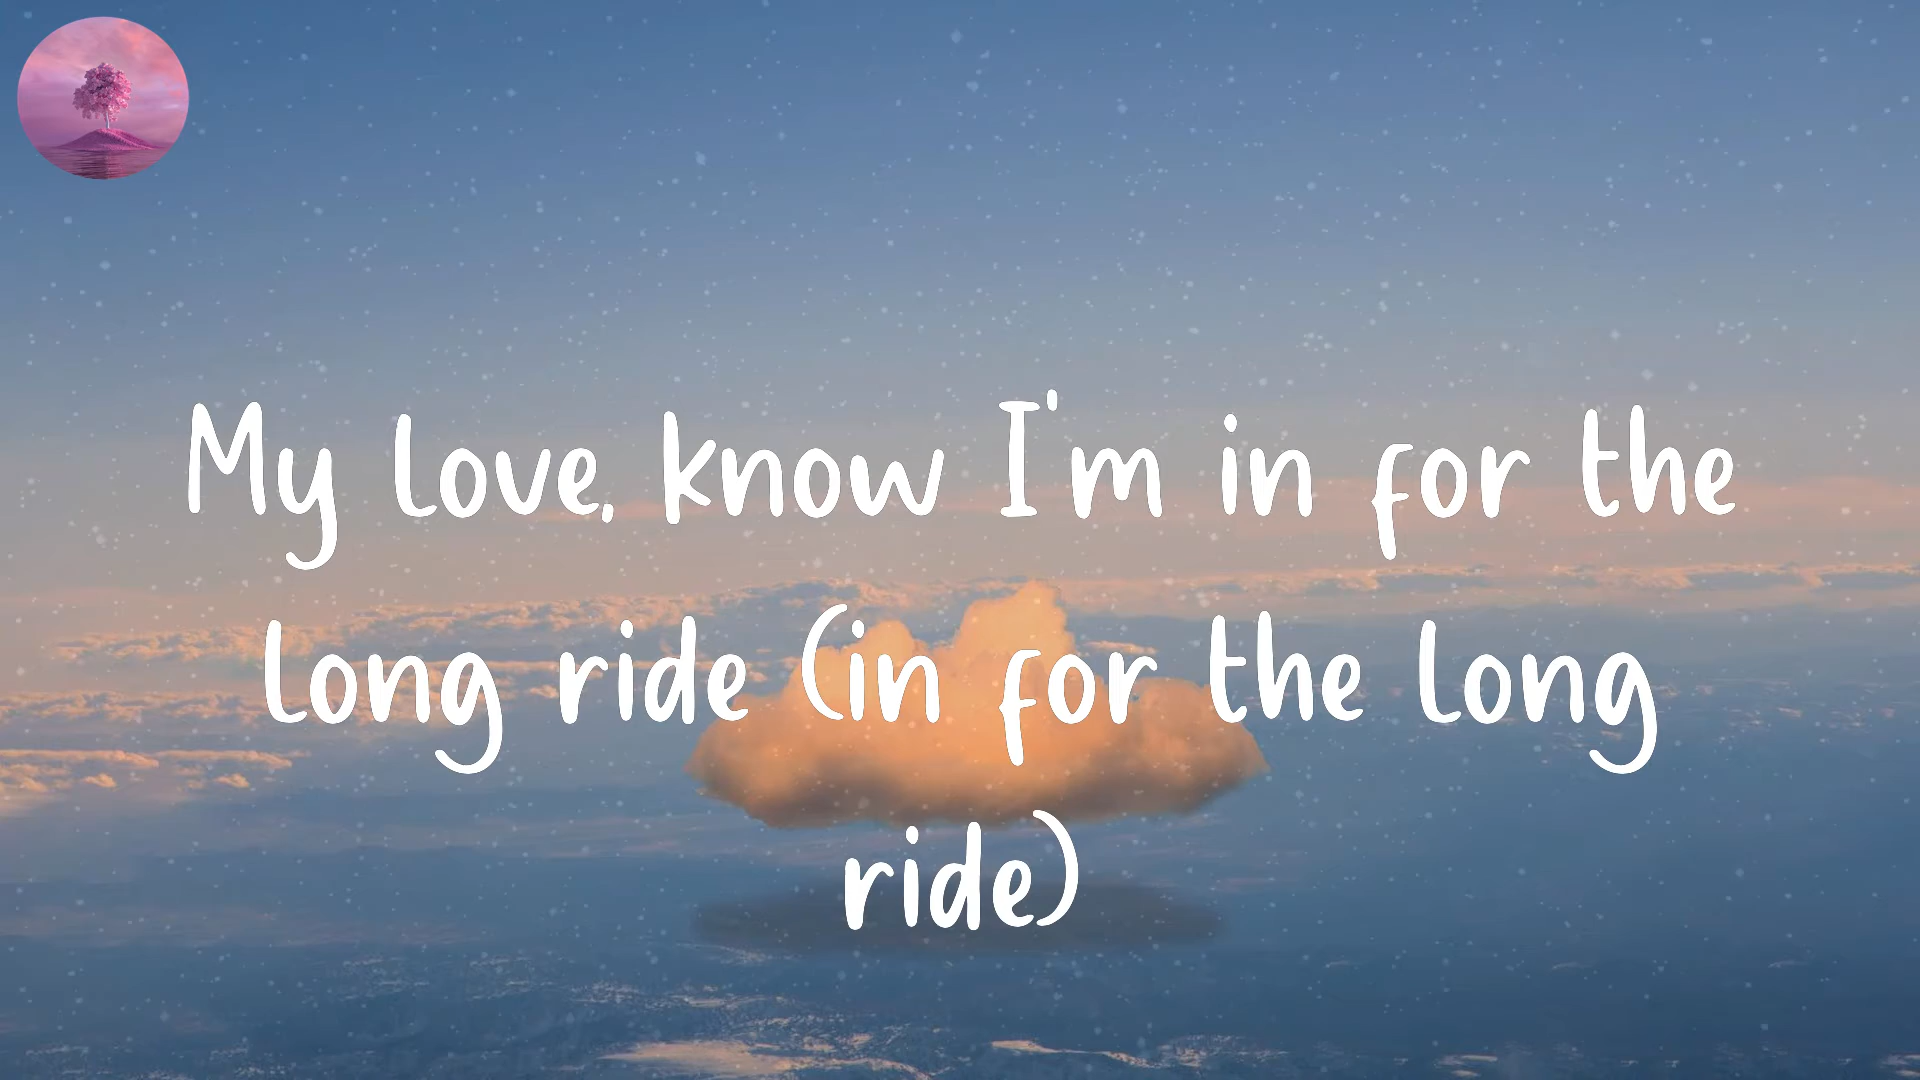 My love, know I'm in for the
long ride (in for the long
ride)